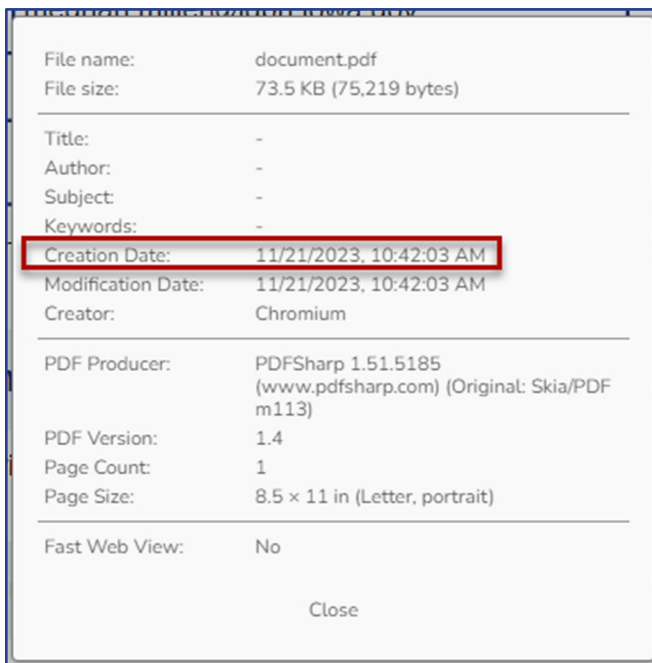 File name: document.pdf
File size: 73.5 KB (75,219 bytes)
Title: -
Author: -
Subject: -
Keywords: -
Creation Date: 11/21/2023, 10:42:03 AM
Modification Date: 11/21/2023, 10:42:03 AM
Creator: Chromium
PDF Producer: PDFSharp 1.51.5185
(www.pdfsharp.com) (Original: Skia/PDF
m113)
PDF Version: 1.4
Page Count: 1
Page Size: 8.5 × 11 in (Letter, portrait)
Fast Web View: No
Close